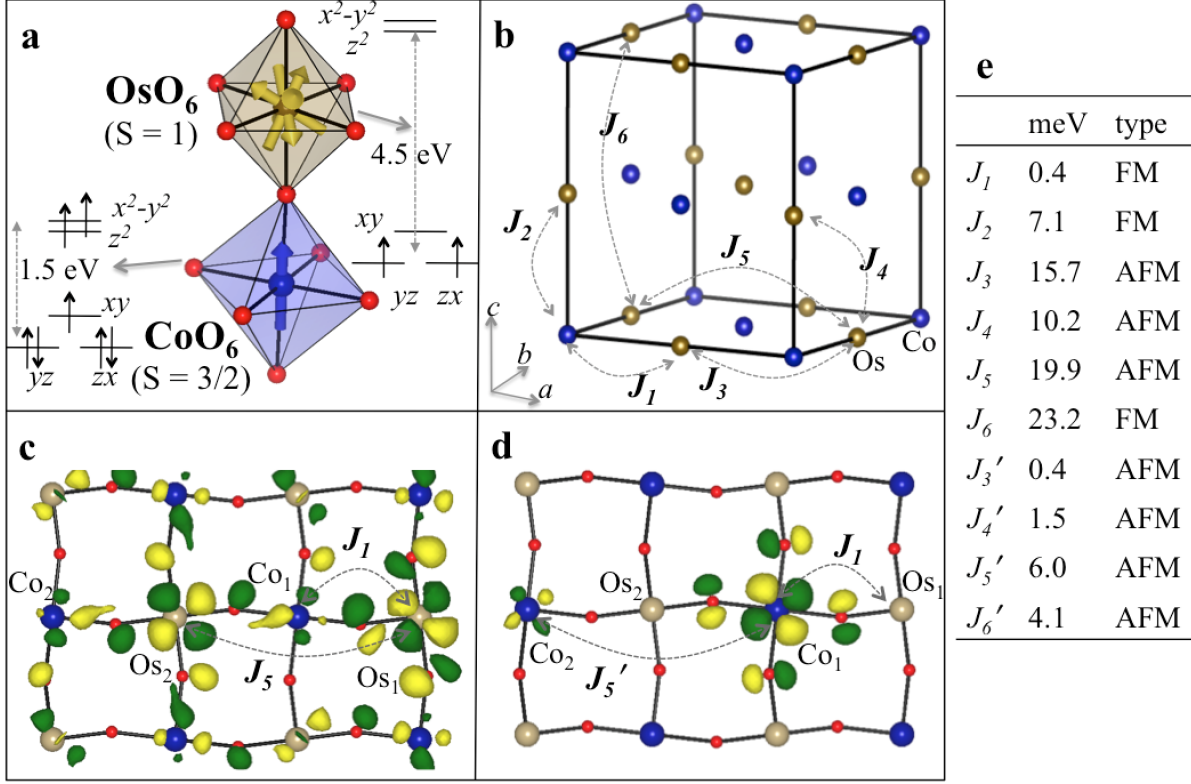 a
x²-y²
z²
OsO₆
(S = 1)
4.5 eV
x²-y²
z²
1.5 eV
xy
xy
yz
zx
CoO₆
(S = 3/2)
yz
zx
b
J₆
J₂
J₅
J₄
c
b
a
J₁
J₃
Os
Co
e
meV type
J₁ 0.4 FM
J₂ 7.1 FM
J₃ 15.7 AFM
J₄ 10.2 AFM
J₅ 19.9 AFM
J₆ 23.2 FM
J₃′ 0.4 AFM
J₄′ 1.5 AFM
J₅′ 6.0 AFM
J₆′ 4.1 AFM
c
J₁
Co₂
Co₁
Os₂
J₅
Os₁
d
J₁
Os₂
Os₁
Co₂
J₅′
Co₁